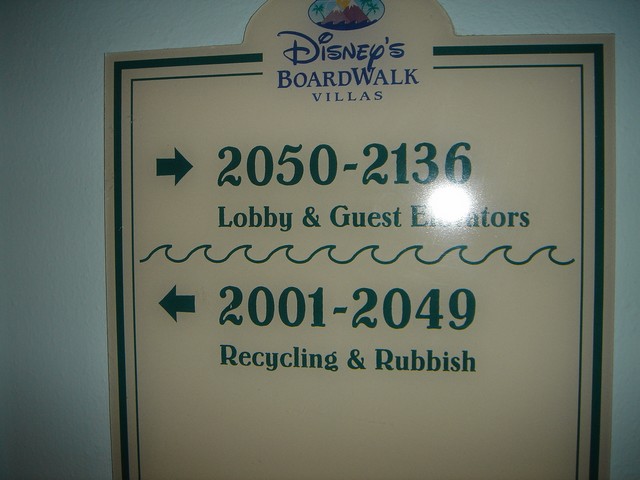 Disney's
BOARDWALK
VILLAS
2050-2136
Lobby & Guest
2001-2049
Recycling & Rubbish